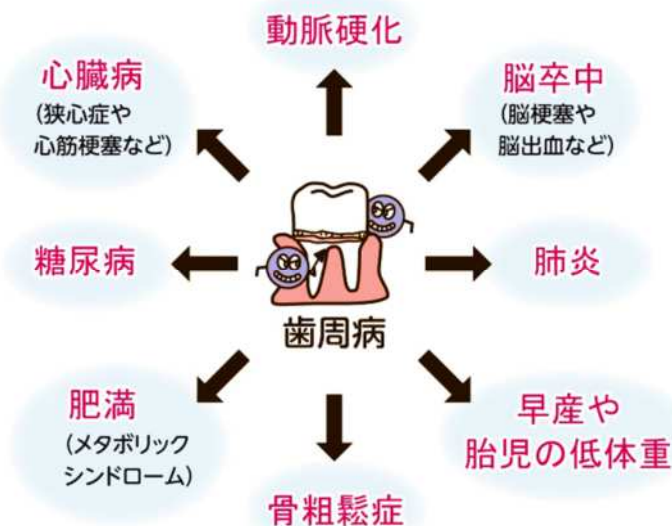 動脈硬化
心臓病
(狭心症や
心筋梗塞など)
脳卒中
(脳梗塞や
脳出血など)
糖尿病
歯周病
肺炎
肥満
(メタボリック
シンドローム)
骨粗鬆症
早産や
胎児の低体重